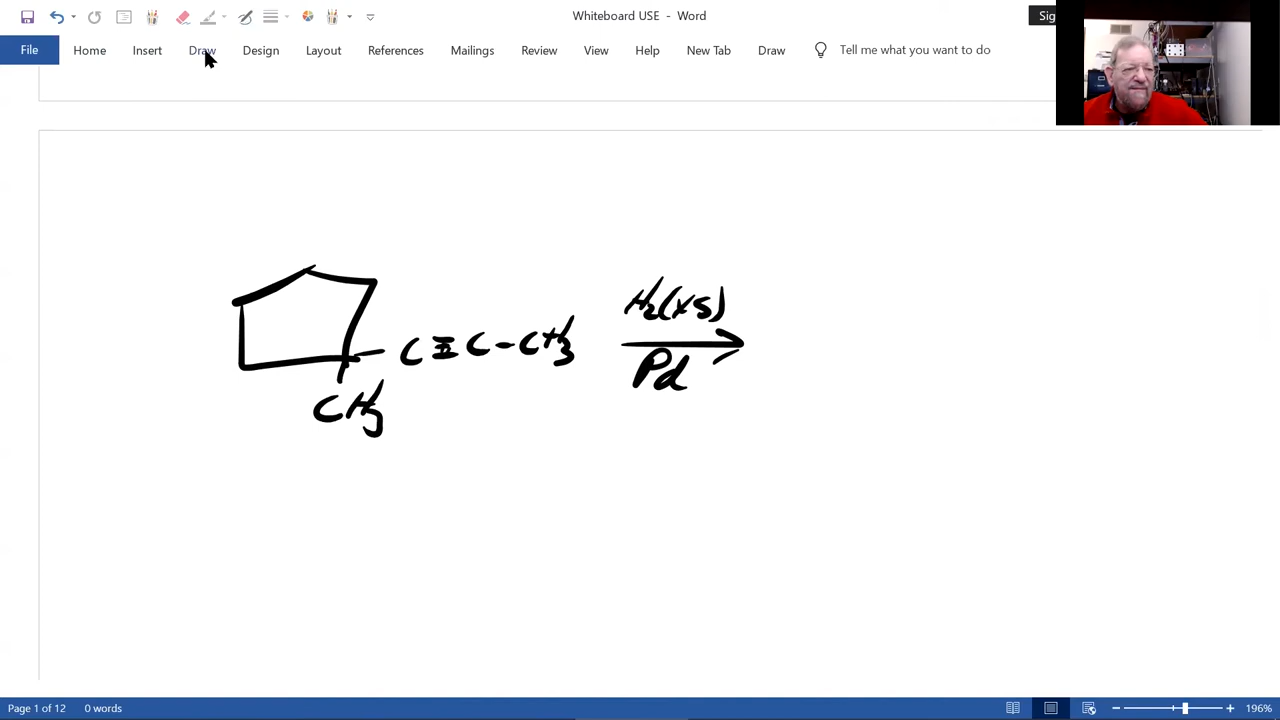 Whiteboard USE - Word
Sig
File Home Insert Draw Design Layout References Mailings Review View Help New Tab Draw Tell me what you want to do
H₂(xs)
C≡C-CH₃
Pd
CH₃
Page 1 of 12 0 words 196%